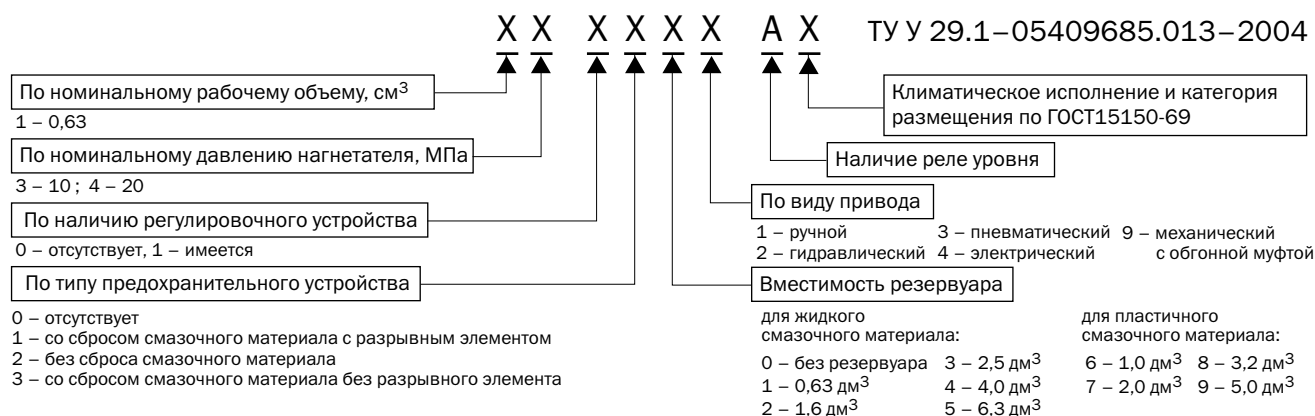 Х Х Х Х Х Х А Х ТУ У 29.1–05409685.013–2004
По номинальному рабочему объему, см3
1 – 0,63
По номинальному давлению нагнетателя, МПа
3 – 10 ; 4 – 20
По наличию регулировочного устройства
0 – отсутствует, 1 – имеется
По типу предохранительного устройства
0 – отсутствует
1 – со сбросом смазочного материала с разрывным элементом
2 – без сброса смазочного материала
3 – со сбросом смазочного материала без разрывного элемента
Климатическое исполнение и категория
размещения по ГОСТ15150-69
Наличие реле уровня
По виду привода
1 – ручной 3 – пневматический 9 – механический
2 – гидравлический 4 – электрический с обгонной муфтой
Вместимость резервуара
для жидкого
смазочного материала:
0 – без резервуара 3 – 2,5 дм3
1 – 0,63 дм3 4 – 4,0 дм3
2 – 1,6 дм3 5 – 6,3 дм3
для пластичного
смазочного материала:
6 – 1,0 дм3 8 – 3,2 дм3
7 – 2,0 дм3 9 – 5,0 дм3